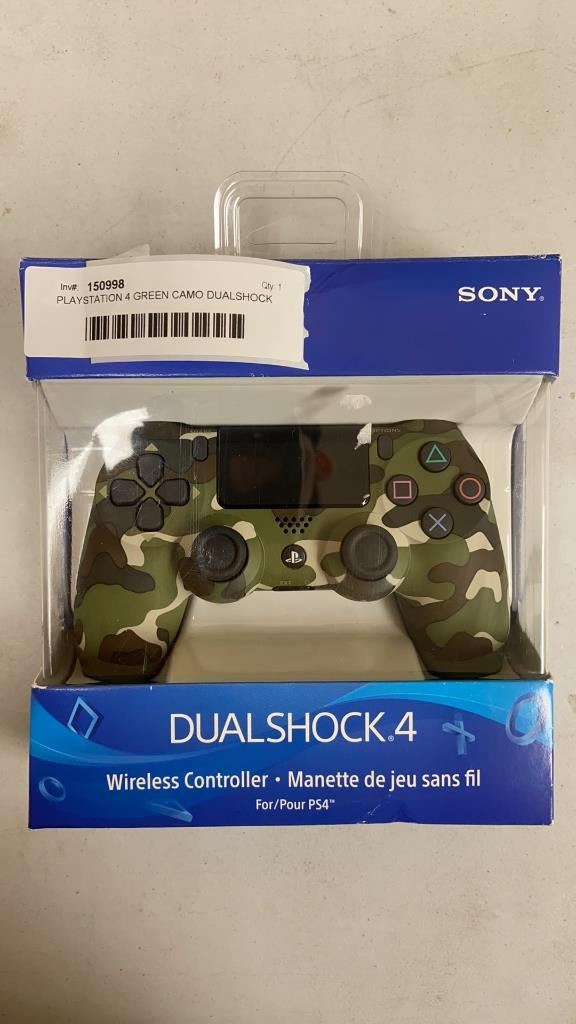 Inv#: 150998 Qty: 1
PLAYSTATION 4 GREEN CAMO DUALSHOCK
SONY®
OPTIONS
EXT
DUALSHOCK®4
Wireless Controller • Manette de jeu sans fil
For/Pour PS4™